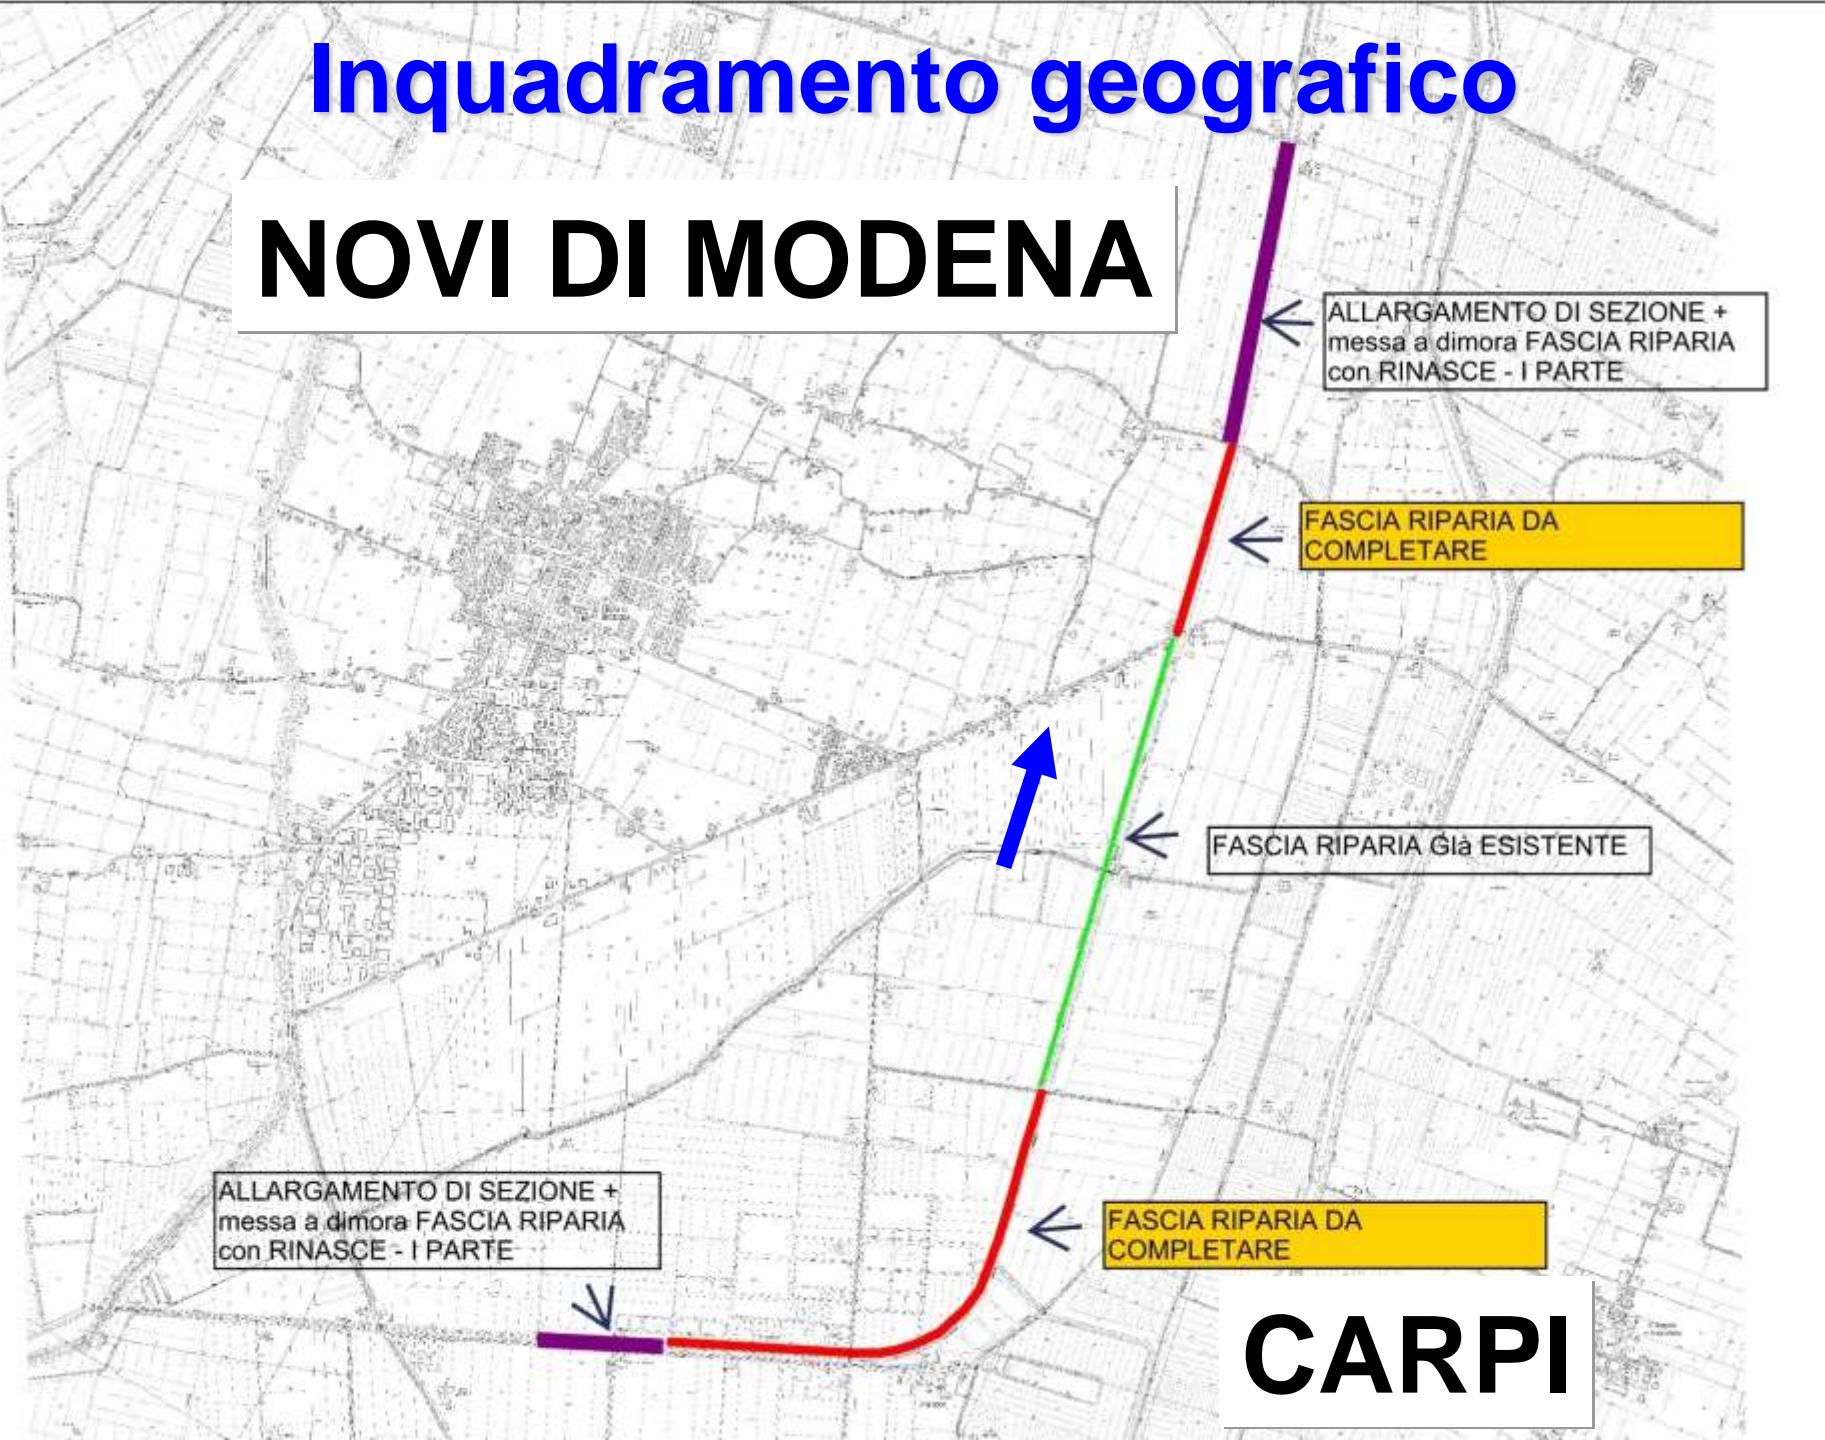 Inquadramento geografico
NOVI DI MODENA
ALLARGAMENTO DI SEZIONE +
messa a dimora FASCIA RIPARIA
con RINASCE - I PARTE
FASCIA RIPARIA DA
COMPLETARE
FASCIA RIPARIA GIà ESISTENTE
ALLARGAMENTO DI SEZIONE +
messa a dimora FASCIA RIPARIA
con RINASCE - I PARTE
FASCIA RIPARIA DA
COMPLETARE
CARPI